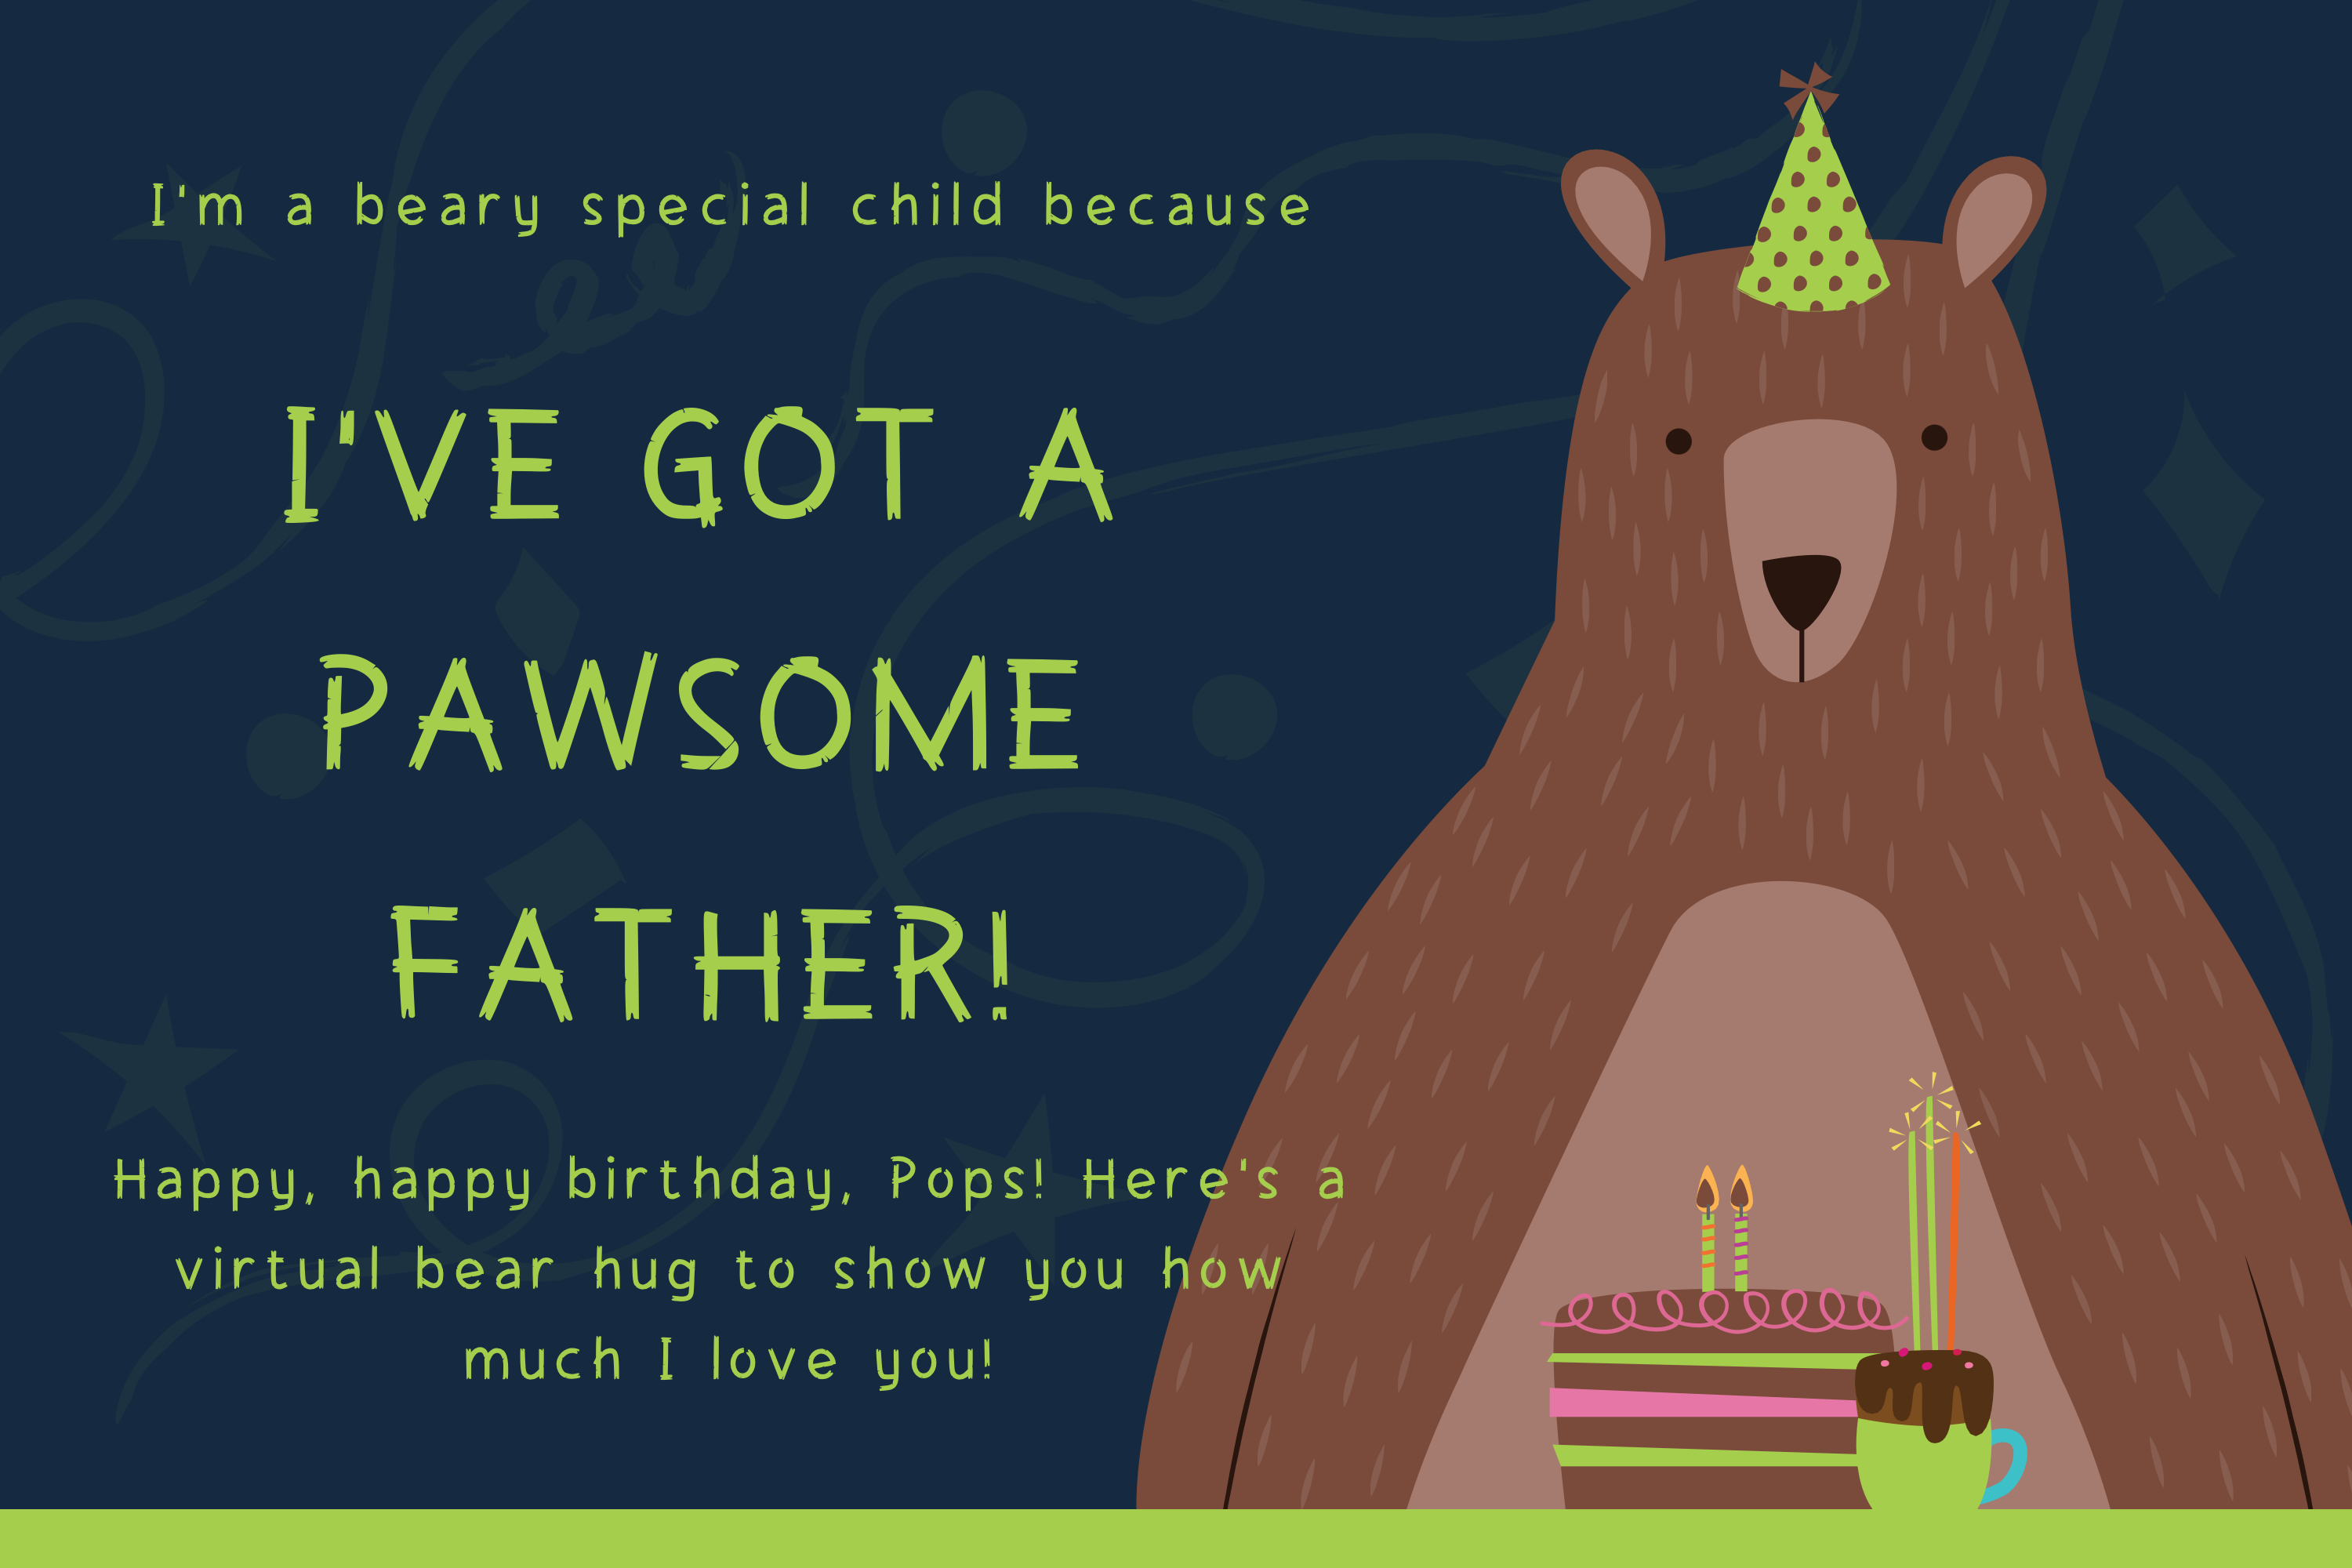 I'm a beary special child because
I'VE GOT A
PAWSOME
FATHER!
Happy, happy birthday, Pops! Here's a
virtual bear hug to show you how
much I love you!